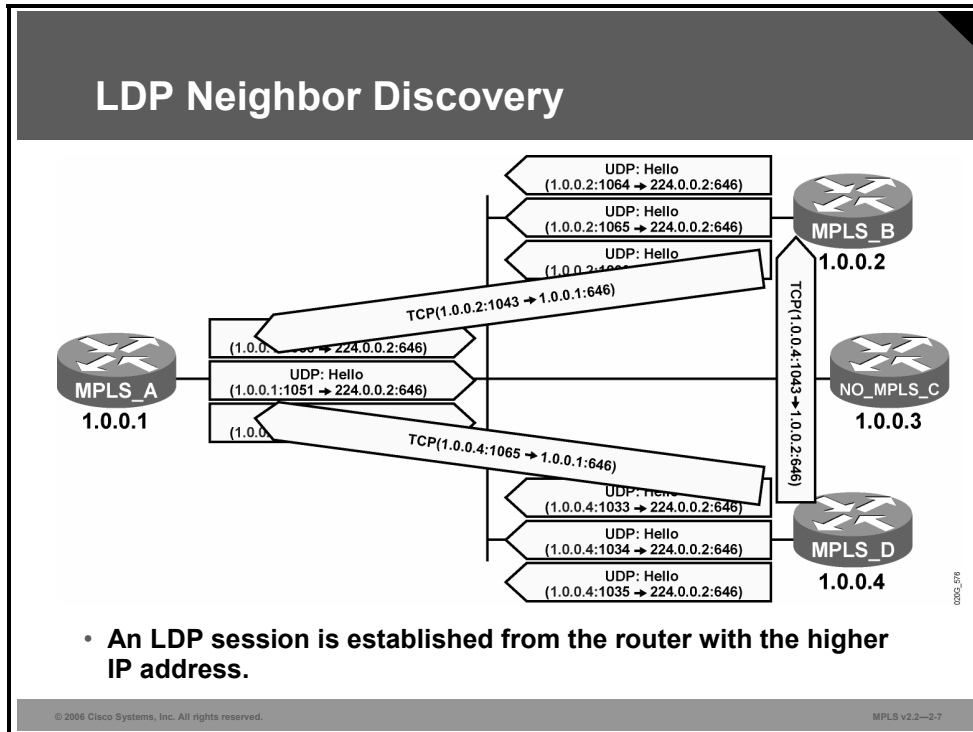 LDP Neighbor Discovery
UDP: Hello
(1.0.0.2:1064 → 224.0.0.2:646)
UDP: Hello
(1.0.0.2:1065 → 224.0.0.2:646)
UDP: Hello
MPLS_B
1.0.0.2
TCP(1.0.0.2:1043 → 1.0.0.1:646)
→ 224.0.0.2:646)
UDP: Hello
(1.0.0.1:1051 → 224.0.0.2:646)
MPLS_A
1.0.0.1
TCP(1.0.0.4:1043→1.0.0.2:646)
NO_MPLS_C
1.0.0.3
TCP(1.0.0.4:1065 → 1.0.0.1:646)
UDP: Hello
(1.0.0.4:1033 → 224.0.0.2:646)
UDP: Hello
(1.0.0.4:1034 → 224.0.0.2:646)
UDP: Hello
(1.0.0.4:1035 → 224.0.0.2:646)
MPLS_D
1.0.0.4
020G_576
• An LDP session is established from the router with the higher
IP address.
© 2006 Cisco Systems, Inc. All rights reserved.
MPLS v2.2—2-7